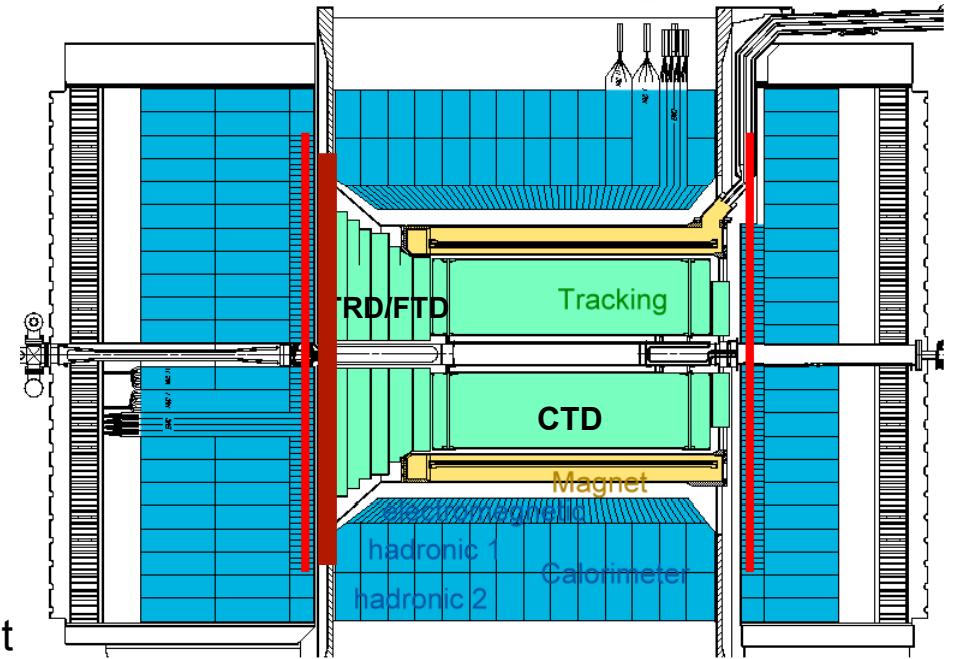 TRD/FTD
Tracking
CTD
Magnet
electromagnetic
hadronic 1
Calorimeter
hadronic 2
t